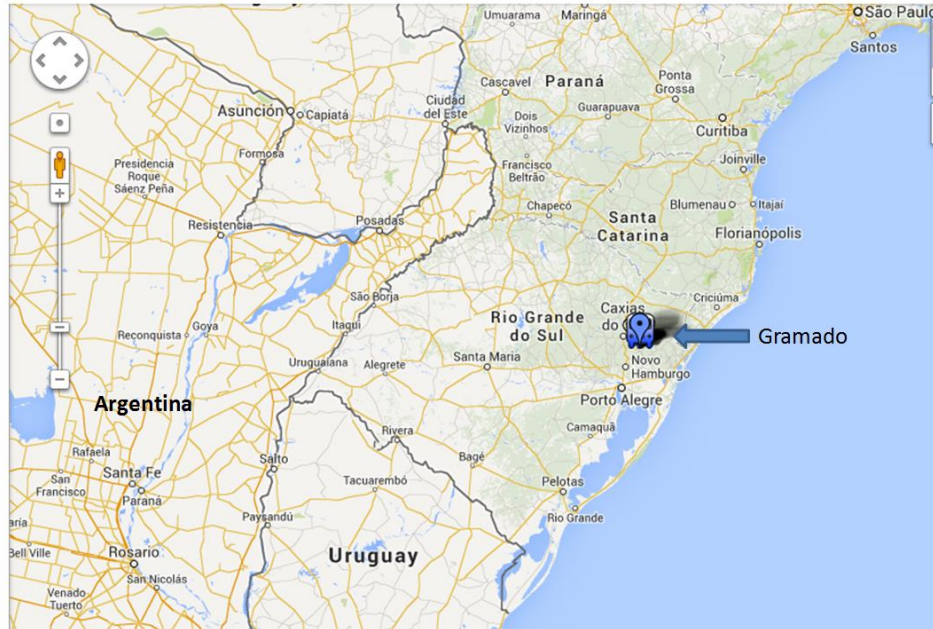 Umuarama
Maringá
São Paulo
Santos
Cascavel
Paraná
Ponta
Grossa
Asunción
Capiatá
Ciudad
del Este
Guarapuava
Dois
Vizinhos
Curitiba
Presidencia
Roque
Sáenz Peña
Formosa
Francisco
Beltrão
Joinville
Resistencia
Posadas
Chapecó
Santa
Catarina
Blumenau
Itajaí
Florianópolis
São Borja
Caxias
do
Criciúma
Reconquista
Goya
Itaqui
Rio Grande
do Sul
Gramado
Uruguaiana
Alegrete
Santa Maria
Novo
Hamburgo
Argentina
Porto Alegre
Rivera
Camaquã
Rafaela
Salto
Bagé
San
Francisco
Santa Fe
Paraná
Tacuarembó
Pelotas
Paysandú
Rio Grande
Bell Ville
Rosario
Uruguay
San Nicolás
Venado
Tuerto